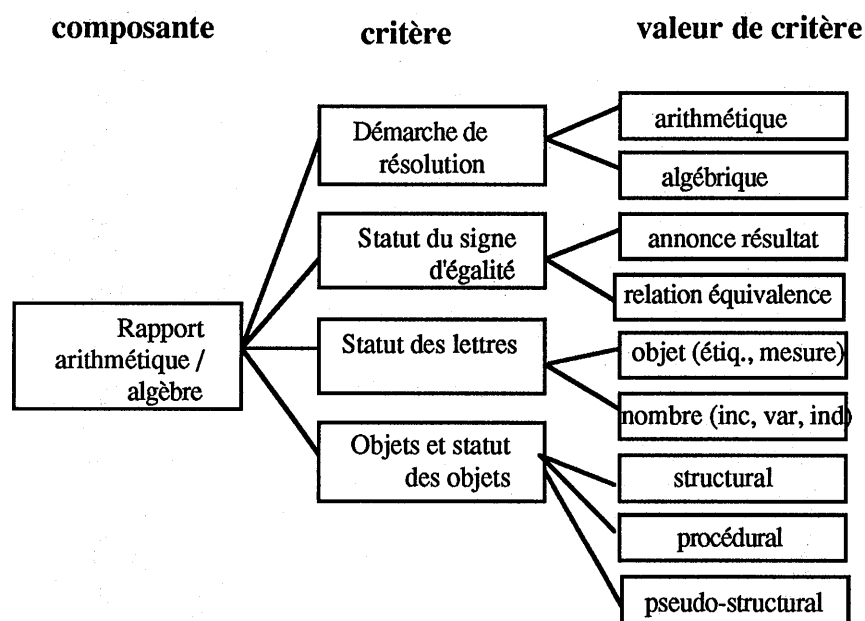 composante
critère
valeur de critère
Démarche de
résolution
arithmétique
algébrique
Statut du signe
d'égalité
annonce résultat
relation équivalence
Rapport
arithmétique /
algèbre
Statut des lettres
objet (étiq., mesure)
nombre (inc, var, ind)
Objets et statut
des objets
structural
procédural
pseudo-structural